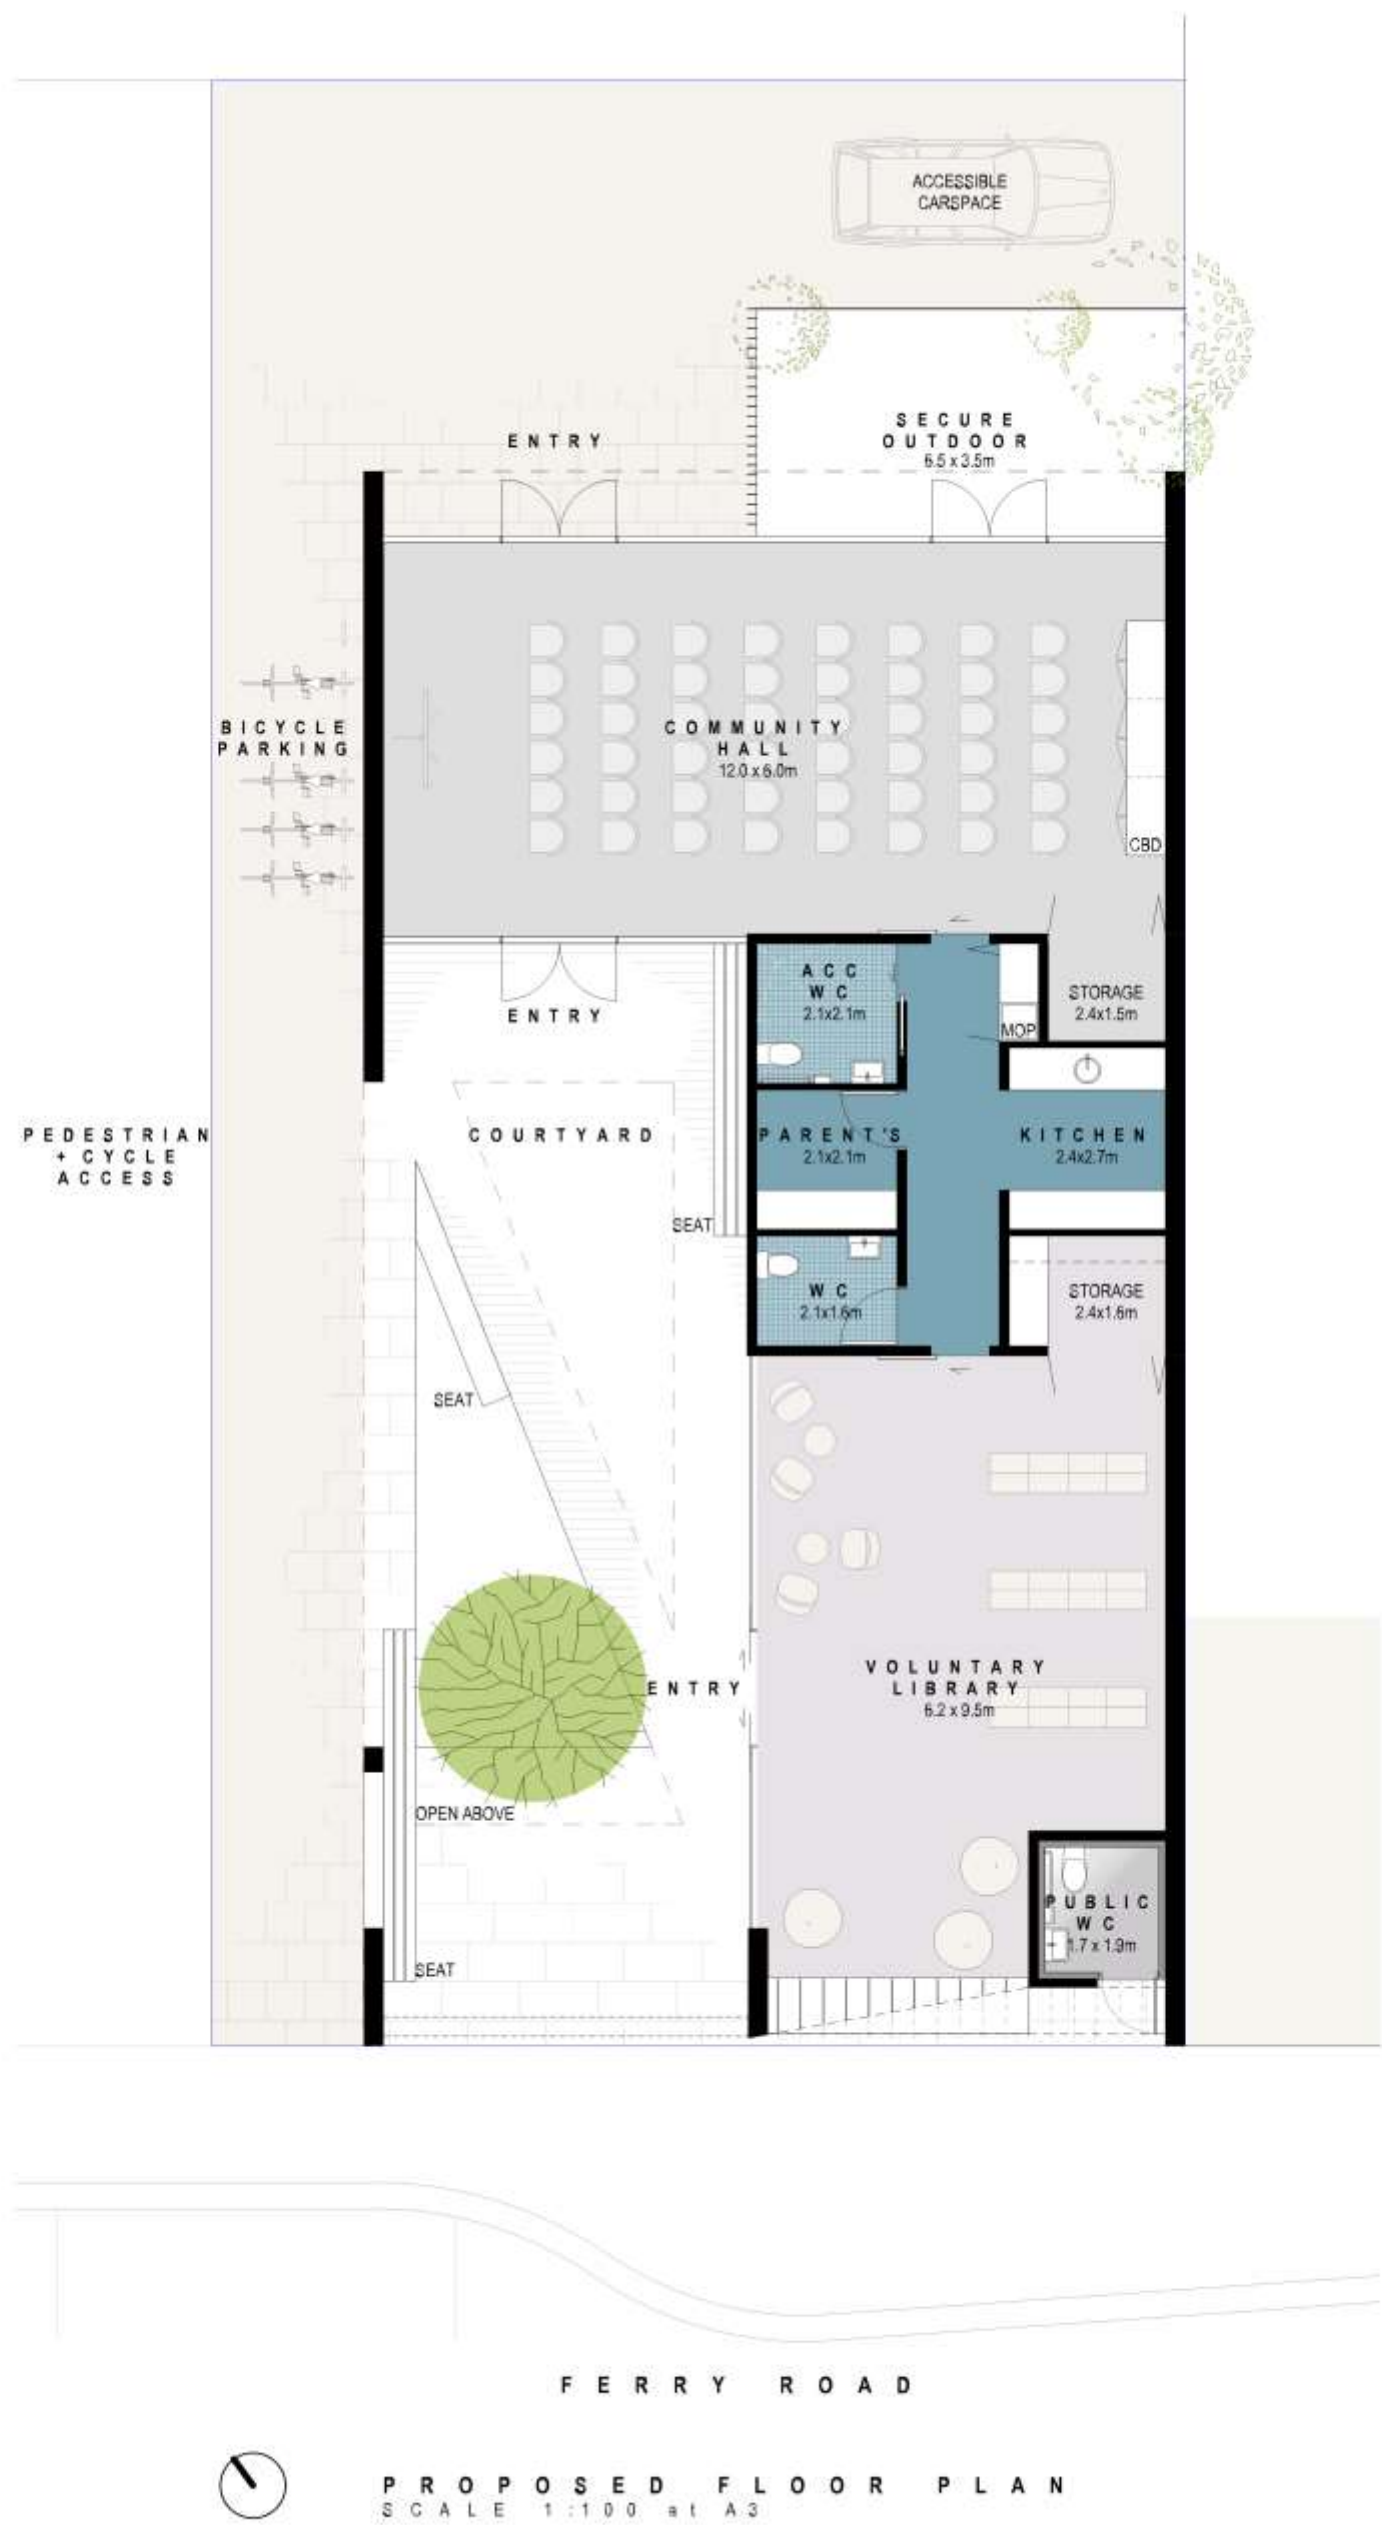 ACCESSIBLE
CARSPACE
SECURE
OUTDOOR
6.5 x 3.5m
ENTRY
BICYCLE
PARKING
COMMUNITY
HALL
12.0 x 6.0m
CBD
ACC
WC
2.1x2.1m
STORAGE
2.4x1.5m
MOP
ENTRY
PEDESTRIAN
+ CYCLE
ACCESS
COURTYARD
PARENT'S
2.1x2.1m
KITCHEN
2.4x2.7m
SEAT
WC
2.1x1.6m
STORAGE
2.4x1.6m
SEAT
ENTRY
VOLUNTARY
LIBRARY
6.2 x 9.5m
OPEN ABOVE
PUBLIC
WC
1.7 x 1.9m
SEAT
FERRY ROAD
PROPOSED FLOOR PLAN
SCALE 1:100 at A3